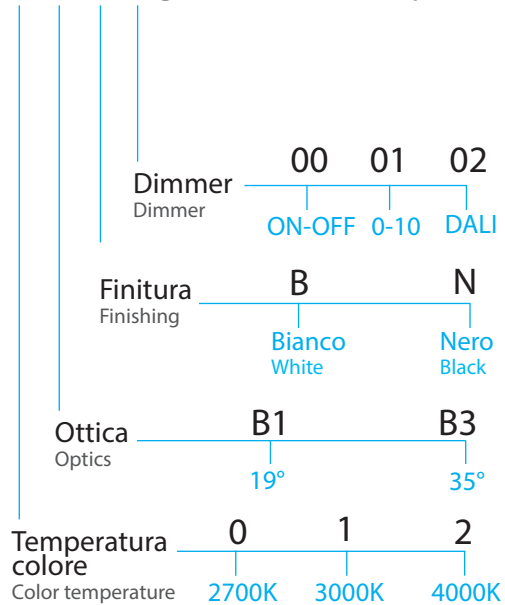 00 01 02
Dimmer
Dimmer
ON-OFF 0-10 DALI
B N
Finitura
Finishing
Bianco Nero
White Black
B1 B3
Ottica
Optics
19° 35°
0 1 2
Temperatura
colore
Color temperature 2700K 3000K 4000K